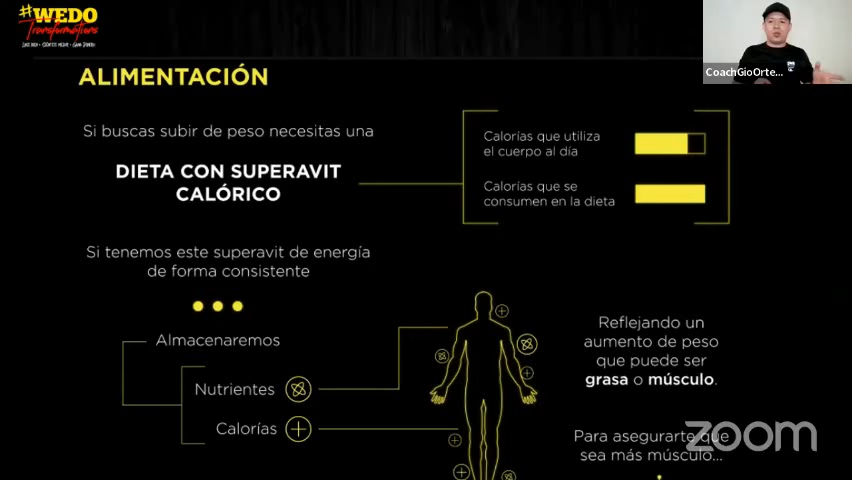 #WEDO
Transformations
CoachGioOrte...
ALIMENTACIÓN
Si buscas subir de peso necesitas una
DIETA CON SUPERAVIT
CALÓRICO
Calorías que utiliza
el cuerpo al día
Calorías que se
consumen en la dieta
Si tenemos este superavit de energía
de forma consistente
Almacenaremos
Nutrientes
Calorías
Reflejando un
aumento de peso
que puede ser
grasa o músculo.
Para asegurarte que
sea más músculo...
zoom